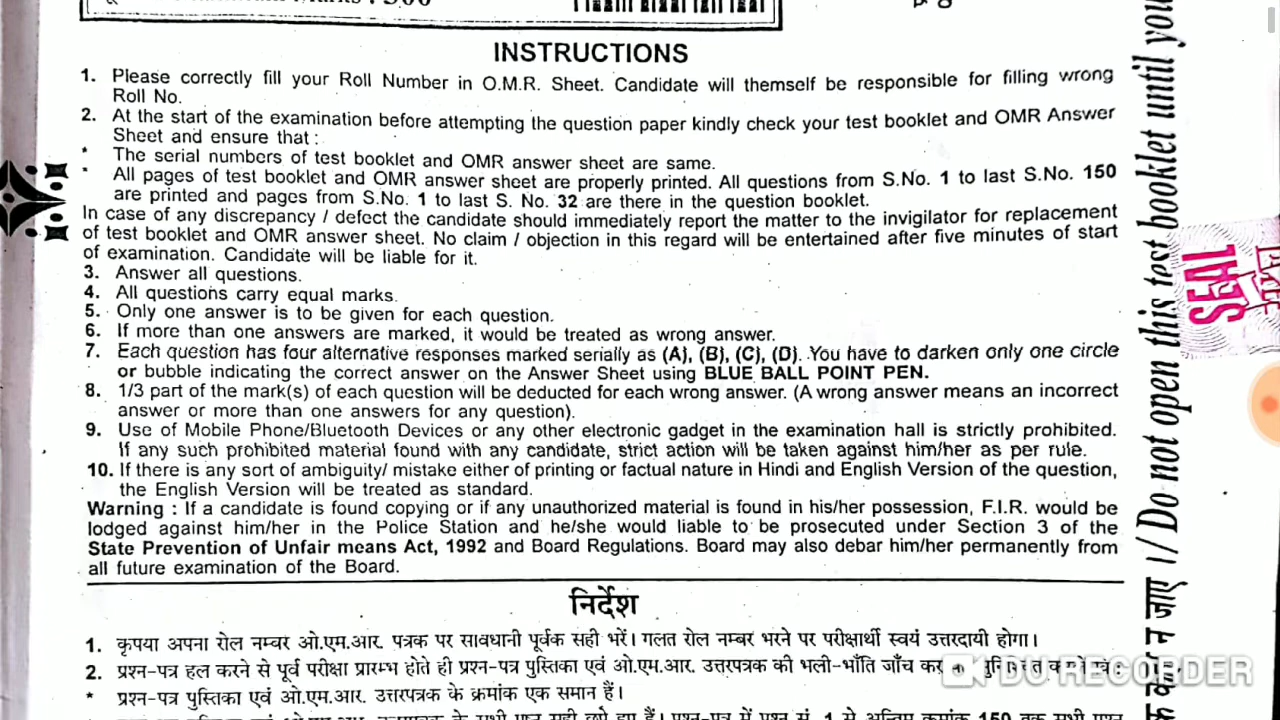 INSTRUCTIONS
1. Please correctly fill your Roll Number in O.M.R. Sheet. Candidate will themself be responsible for filling wrong
Roll No.
2. At the start of the examination before attempting the question paper kindly check your test booklet and OMR Answer
Sheet and ensure that :
* The serial numbers of test booklet and OMR answer sheet are same.
* All pages of test booklet and OMR answer sheet are properly printed. All questions from S.No. 1 to last S.No. 150
are printed and pages from S.No. 1 to last S. No. 32 are there in the question booklet.
In case of any discrepancy / defect the candidate should immediately report the matter to the invigilator for replacement
of test booklet and OMR answer sheet. No claim / objection in this regard will be entertained after five minutes of start
of examination. Candidate will be liable for it.
3. Answer all questions.
4. All questions carry equal marks.
5. Only one answer is to be given for each question.
6. If more than one answers are marked, it would be treated as wrong answer.
7. Each question has four alternative responses marked serially as (A), (B), (C), (D). You have to darken only one circle
or bubble indicating the correct answer on the Answer Sheet using BLUE BALL POINT PEN.
8. 1/3 part of the mark(s) of each question will be deducted for each wrong answer. (A wrong answer means an incorrect
answer or more than one answers for any question).
9. Use of Mobile Phone/Bluetooth Devices or any other electronic gadget in the examination hall is strictly prohibited.
If any such prohibited material found with any candidate, strict action will be taken against him/her as per rule.
10. If there is any sort of ambiguity/ mistake either of printing or factual nature in Hindi and English Version of the question,
the English Version will be treated as standard.
Warning : If a candidate is found copying or if any unauthorized material is found in his/her possession, F.I.R. would be
lodged against him/her in the Police Station and he/she would liable to be prosecuted under Section 3 of the
State Prevention of Unfair means Act, 1992 and Board Regulations. Board may also debar him/her permanently from
all future examination of the Board.
निर्देश
1. कृपया अपना रोल नम्बर ओ.एम.आर. पत्रक पर सावधानी पूर्वक सही भरें। गलत रोल नम्बर भरने पर परीक्षार्थी स्वयं उत्तरदायी होगा।
2. प्रश्न-पत्र हल करने से पूर्व परीक्षा प्रारम्भ होते ही प्रश्न-पत्र पुस्तिका एवं ओ.एम.आर. उत्तरपत्रक की भली-भाँति जाँच कर
* प्रश्न-पत्र पुस्तिका एवं ओ.एम.आर. उत्तरपत्रक के क्रमांक एक समान हैं।
न जाए ।/ Do not open this test booklet until you
SEAL
DU RECORDER